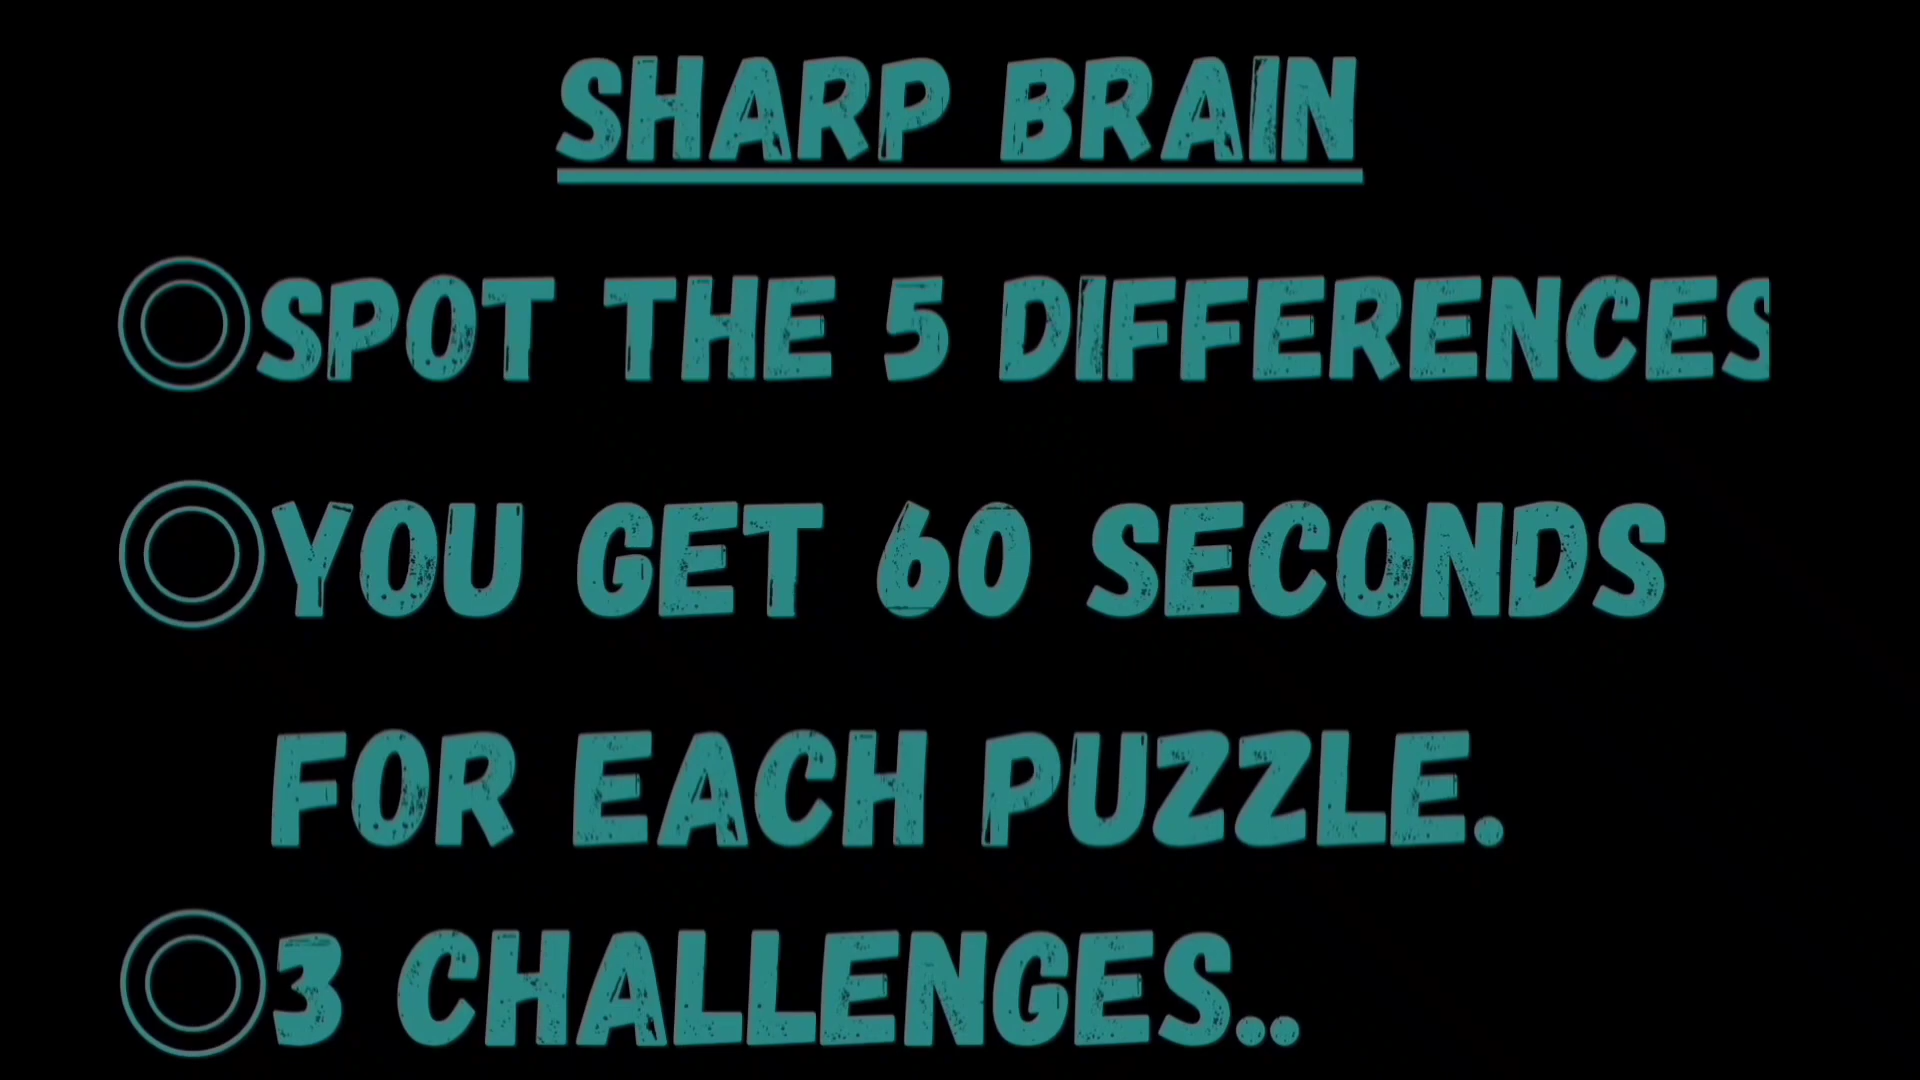 SHARP BRAIN
SPOT THE 5 DIFFERENCES
YOU GET 60 SECONDS
FOR EACH PUZZLE.
3 CHALLENGES..